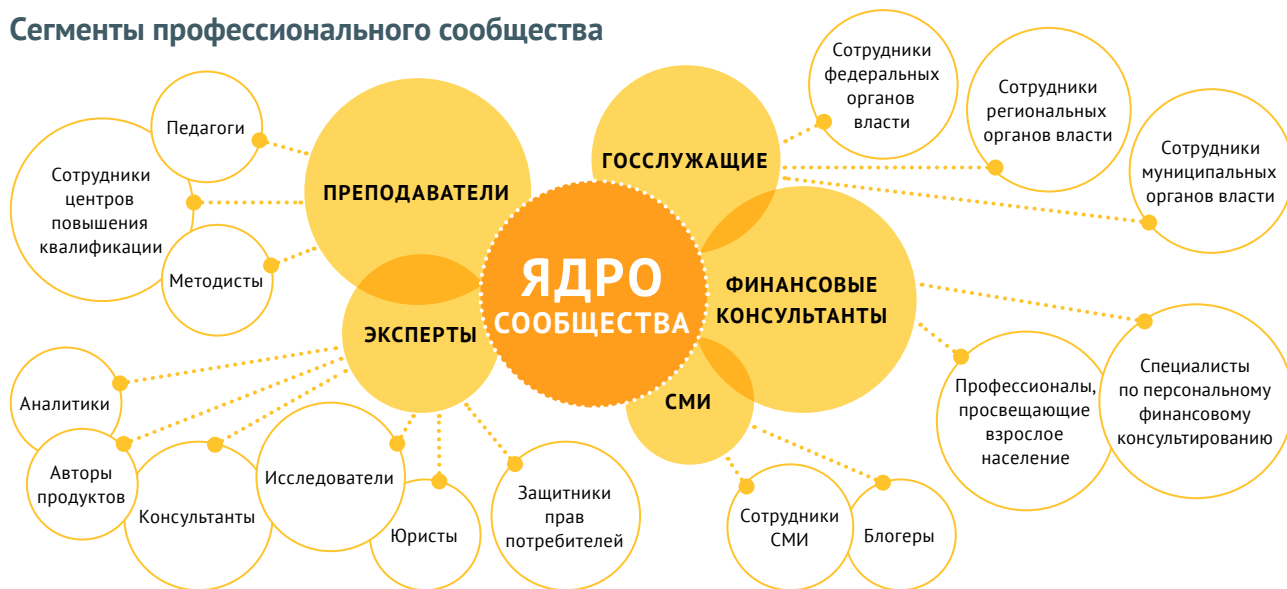 Сегменты профессионального сообщества
Педагоги
Сотрудники
центров
повышения
квалификации
Методисты
ПРЕПОДАВАТЕЛИ
ГОССЛУЖАЩИЕ
Сотрудники
федеральных
органов
власти
Сотрудники
региональных
органов власти
Сотрудники
муниципальных
органов власти
ЯДРО
СООБЩЕСТВА
ФИНАНСОВЫЕ
КОНСУЛЬТАНТЫ
ЭКСПЕРТЫ
СМИ
Аналитики
Авторы
продуктов
Консультанты
Исследователи
Юристы
Защитники
прав
потребителей
Сотрудники
СМИ
Блогеры
Профессионалы,
просвещающие
взрослое
население
Специалисты
по персональному
финансовому
консультированию